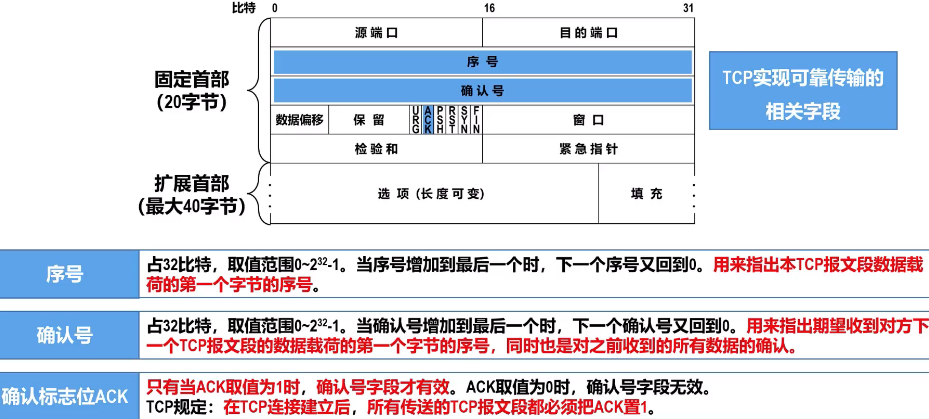 比特 0 16 31
源端口 目的端口
序号
确认号
数据偏移 保留 URG ACK PSH RST SYN FIN 窗口
检验和 紧急指针
选项（长度可变） 填充
固定首部
（20字节）
扩展首部
（最大40字节）
TCP实现可靠传输的
相关字段
序号
占32比特，取值范围0~2³²-1。当序号增加到最后一个时，下一个序号又回到0。用来指出本TCP报文段数据载
荷的第一个字节的序号。
确认号
占32比特，取值范围0~2³²-1。当确认号增加到最后一个时，下一个确认号又回到0。用来指出期望收到对方下
一个TCP报文段的数据载荷的第一个字节的序号，同时也是对之前收到的所有数据的确认。
确认标志位ACK
只有当ACK取值为1时，确认号字段才有效。ACK取值为0时，确认号字段无效。
TCP规定：在TCP连接建立后，所有传送的TCP报文段都必须把ACK置1。